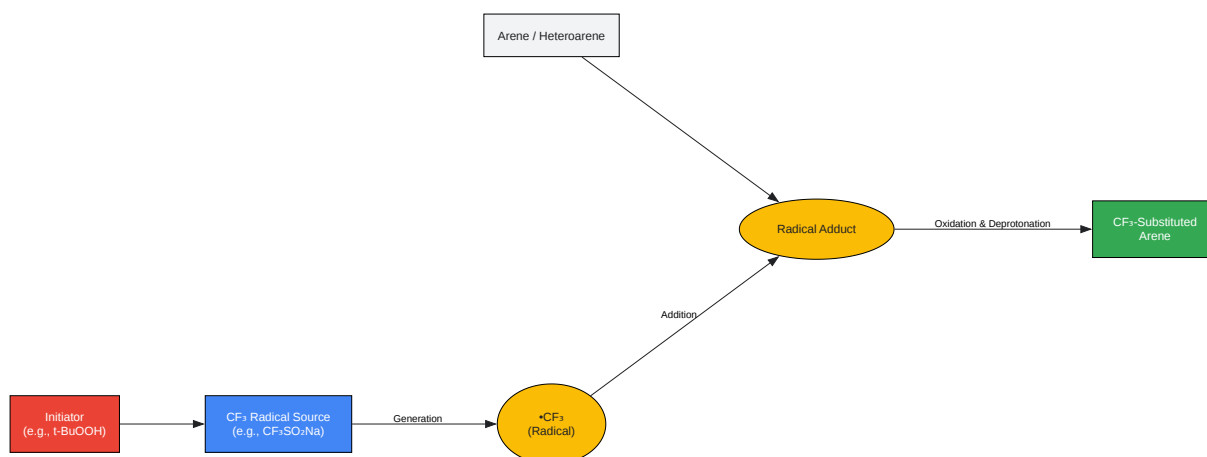 Arene / Heteroarene
Radical Adduct
Oxidation & Deprotonation
CF₃-Substituted
Arene
Addition
Initiator
(e.g., t-BuOOH)
CF₃ Radical Source
(e.g., CF₃SO₂Na)
Generation
•CF₃
(Radical)